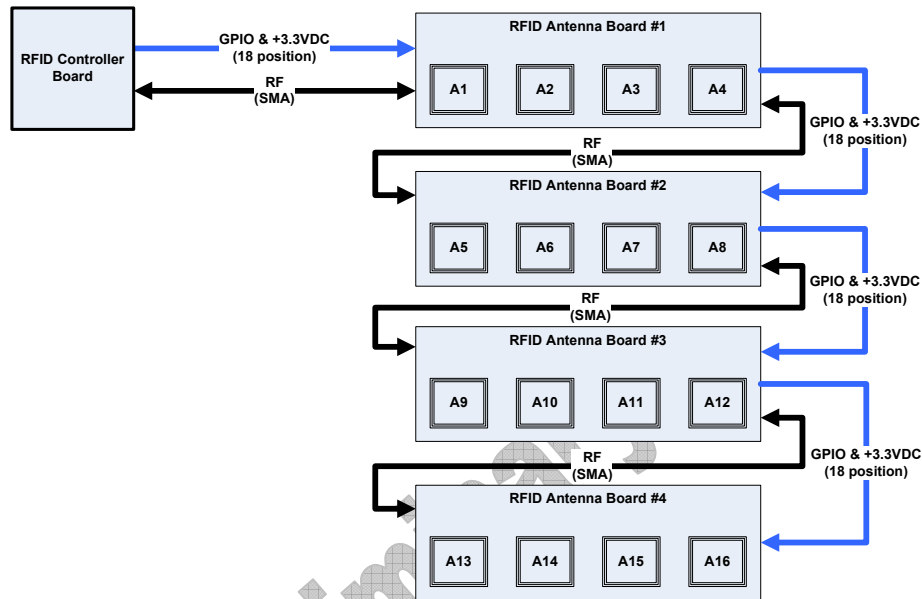 RFID Controller
Board
GPIO & +3.3VDC
(18 position)
RF
(SMA)
RFID Antenna Board #1
A1
A2
A3
A4
GPIO & +3.3VDC
(18 position)
RF
(SMA)
RFID Antenna Board #2
A5
A6
A7
A8
GPIO & +3.3VDC
(18 position)
RF
(SMA)
RFID Antenna Board #3
A9
A10
A11
A12
GPIO & +3.3VDC
(18 position)
RF
(SMA)
RFID Antenna Board #4
A13
A14
A15
A16